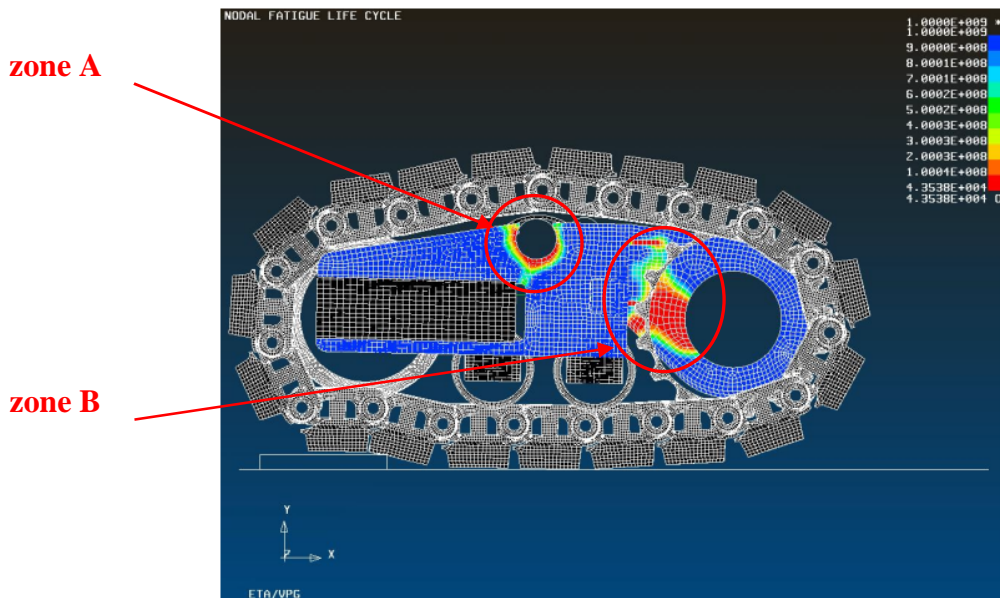 NODAL FATIGUE LIFE CYCLE
zone A
1.0000E+009 *
1.0000E+009
9.0000E+008
8.0001E+008
7.0001E+008
6.0002E+008
5.0002E+008
4.0003E+008
3.0003E+008
2.0003E+008
1.0004E+008
4.3538E+004
4.3538E+004 O
zone B
Y
Z
X
ETA/VPG